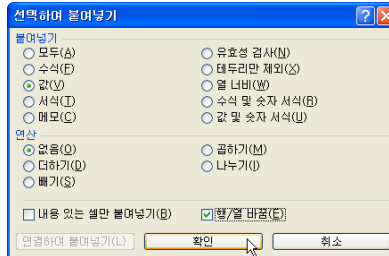 선택하여 붙여넣기
붙여넣기
모두(A) 유효성 검사(N)
수식(F) 테두리만 제외(X)
값(V) 열 너비(W)
서식(T) 수식 및 숫자 서식(R)
메모(C) 값 및 숫자 서식(U)
연산
없음(O) 곱하기(M)
더하기(D) 나누기(I)
빼기(S)
내용 있는 셀만 붙여넣기(B) 행/열 바꿈(E)
연결하여 붙여넣기(L) 확인 취소